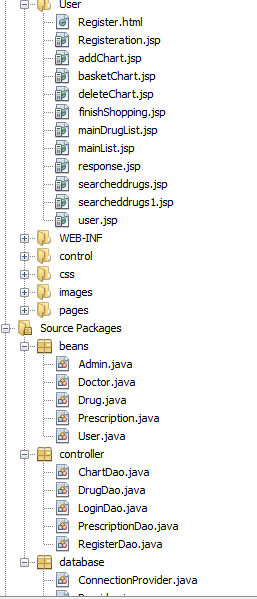 User
Register.html
Registeration.jsp
addChart.jsp
basketChart.jsp
deleteChart.jsp
finishShopping.jsp
mainDrugList.jsp
mainList.jsp
response.jsp
searcheddrugs.jsp
searcheddrugs1.jsp
user.jsp
WEB-INF
control
css
images
pages
Source Packages
beans
Admin.java
Doctor.java
Drug.java
Prescription.java
User.java
controller
ChartDao.java
DrugDao.java
LoginDao.java
PrescriptionDao.java
RegisterDao.java
database
ConnectionProvider.java